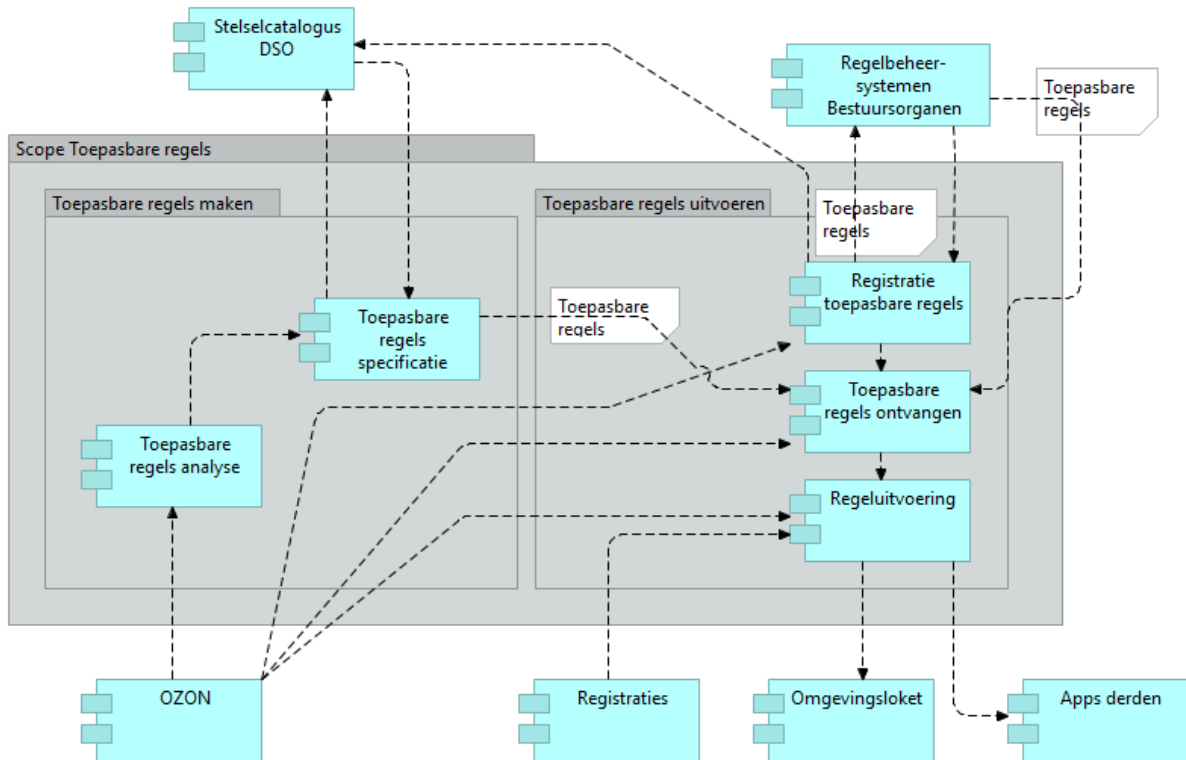 Stelselcatalogus
DSO
Regelbeheer-
systemen
Bestuursorganen
Toepasbare
regels
Scope Toepasbare regels
Toepasbare regels maken
Toepasbare regels uitvoeren
Toepasbare
regels
Registratie
toepasbare regels
Toepasbare
regels
specificatie
Toepasbare
regels
Toepasbare
regels ontvangen
Toepasbare
regels analyse
Regeluitvoering
OZON
Registraties
Omgevingsloket
Apps derden